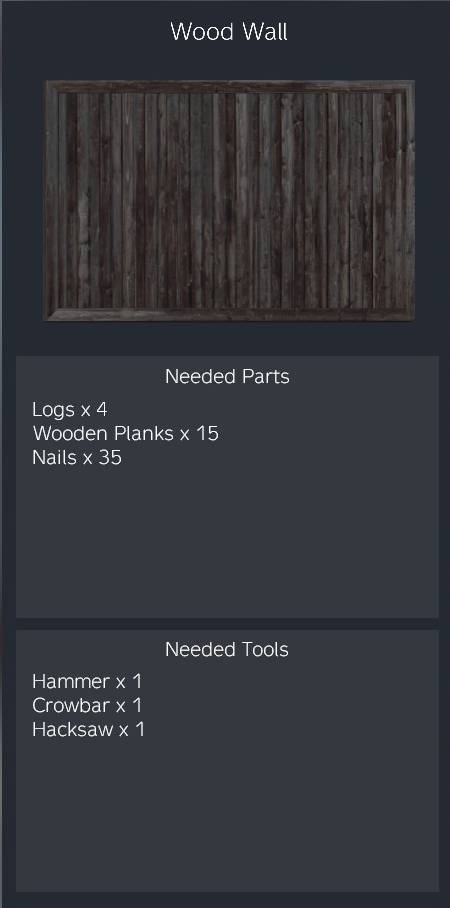 Wood Wall
Needed Parts
Logs x 4
Wooden Planks x 15
Nails x 35
Needed Tools
Hammer x 1
Crowbar x 1
Hacksaw x 1